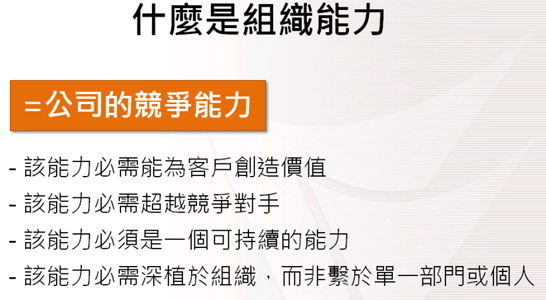 什麼是組織能力
=公司的競爭能力
- 該能力必需能為客戶創造價值
- 該能力必需超越競爭對手
- 該能力必須是一個可持續的能力
- 該能力必需深植於組織，而非繫於單一部門或個人